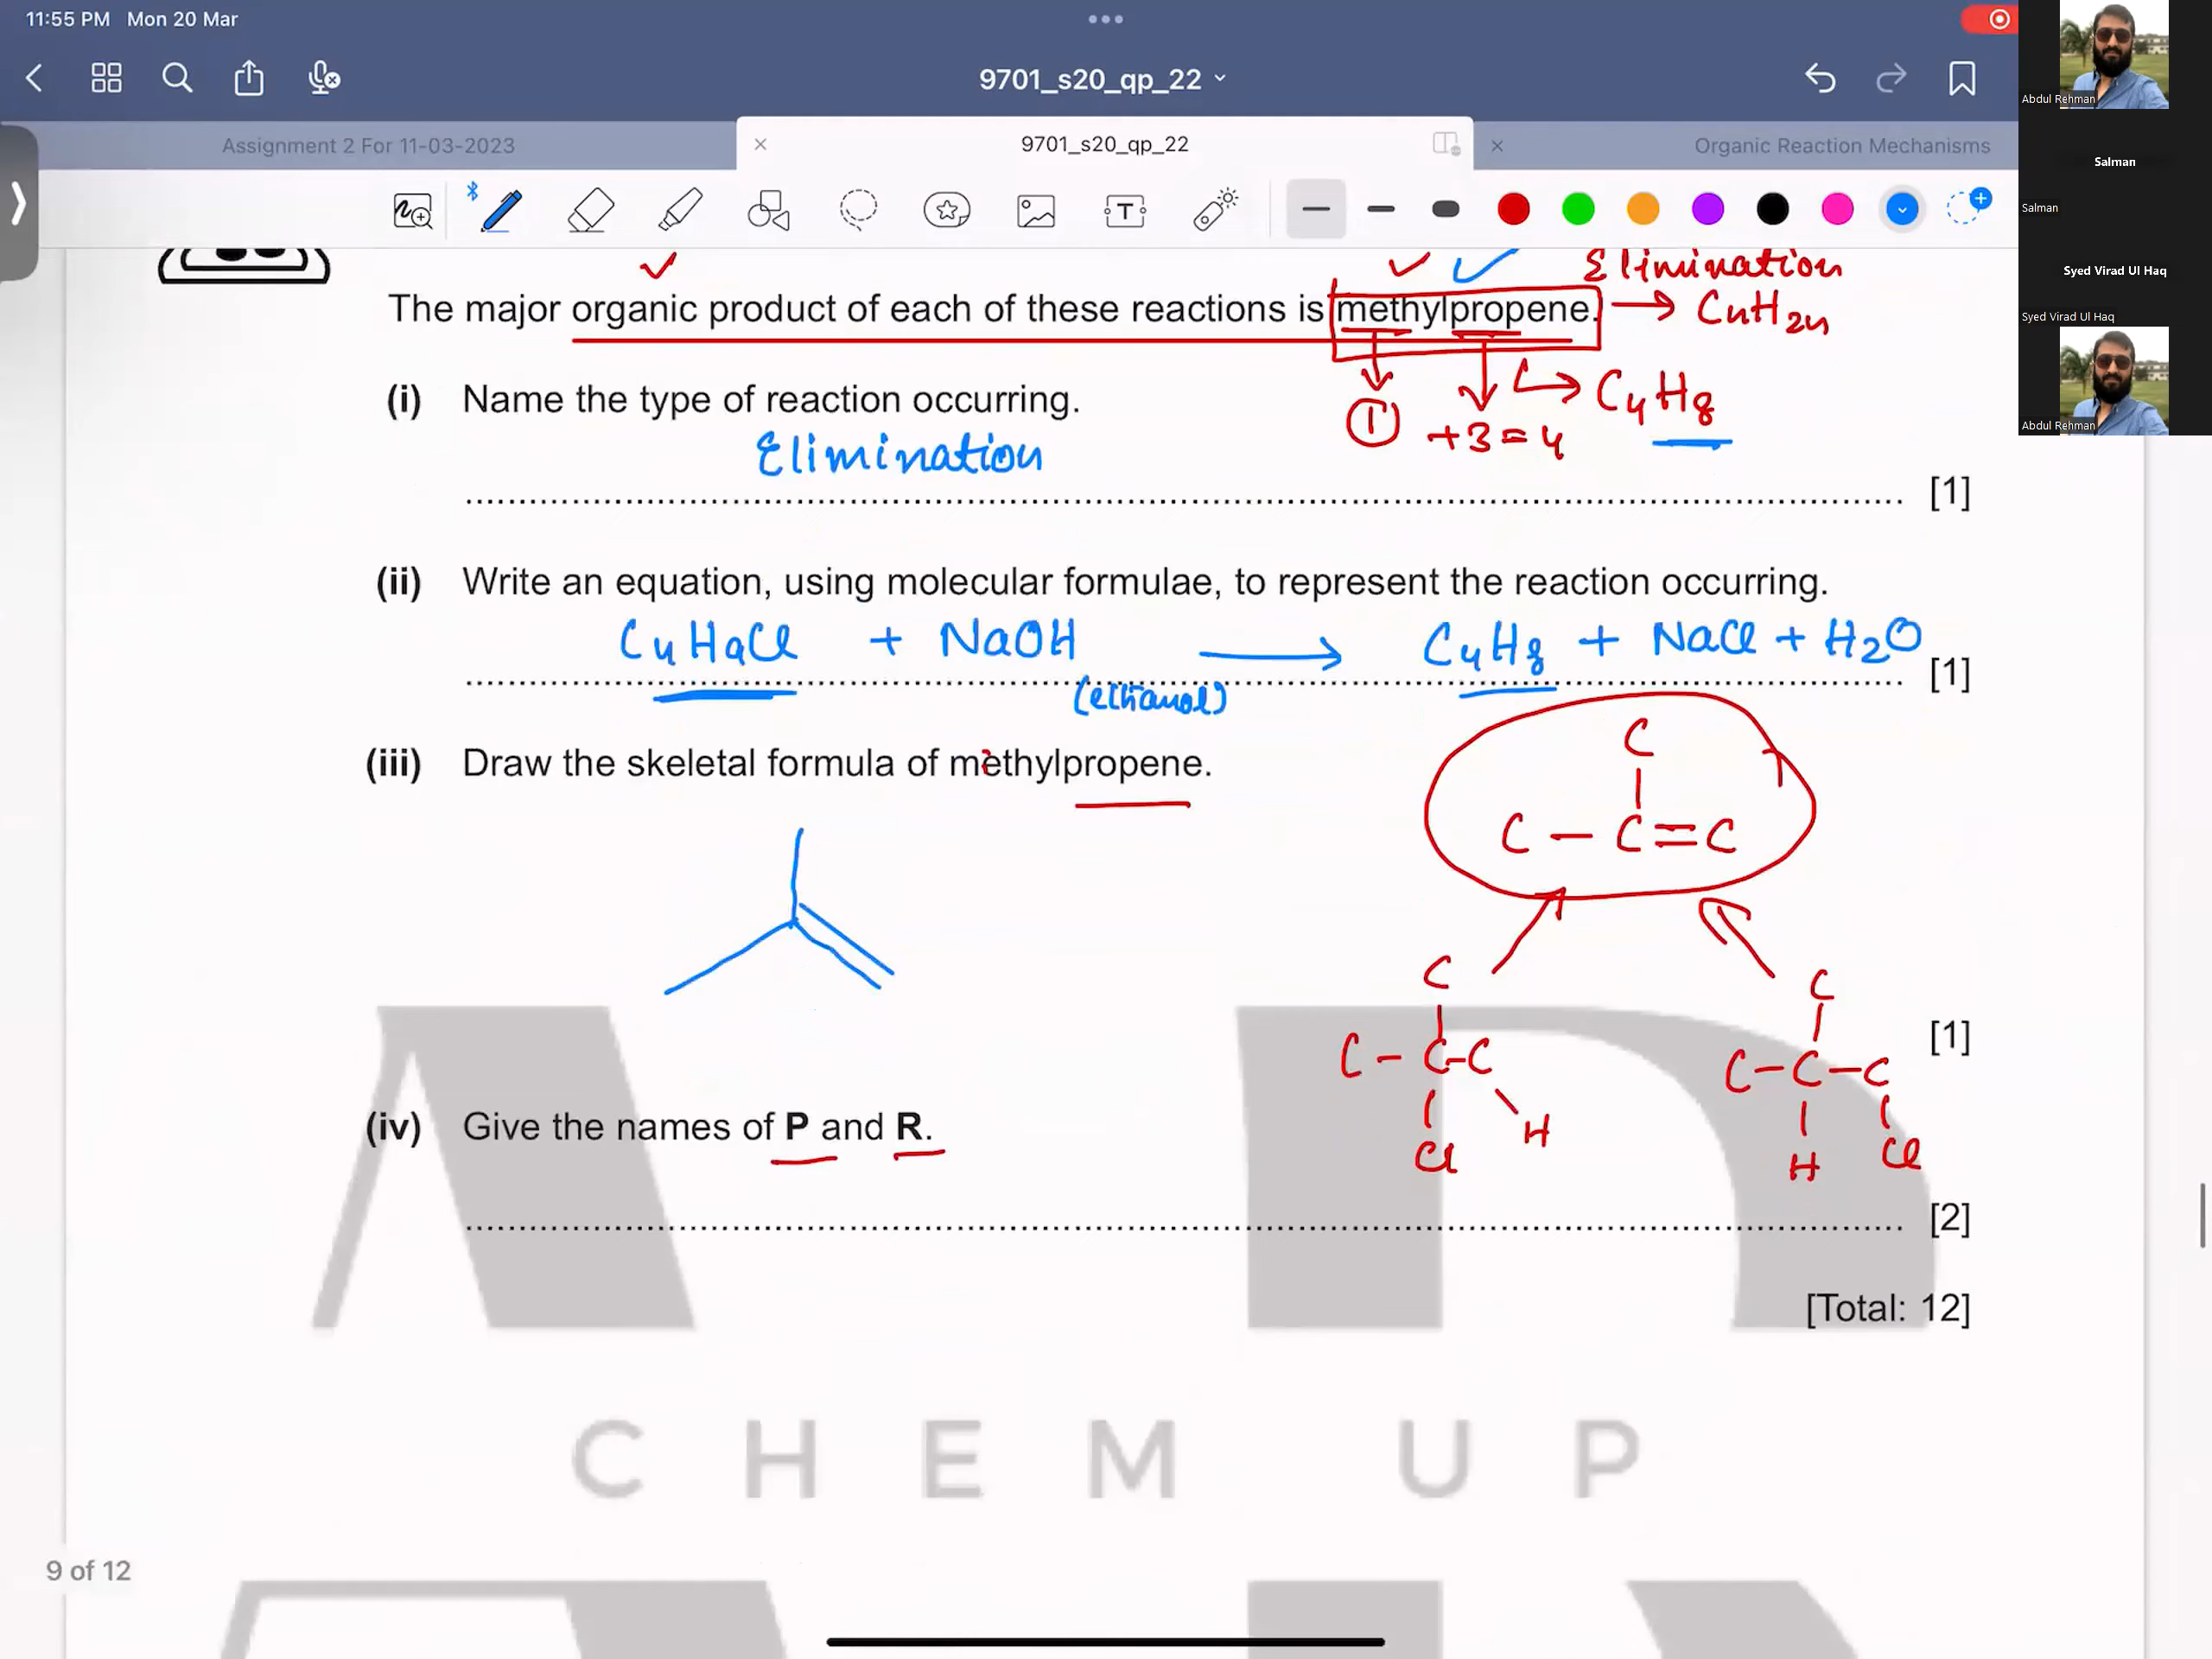 11:55 PM Mon 20 Mar
9701_s20_qp_22
Assignment 2 For 11-03-2023
9701_s20_qp_22
Organic Reaction Mechanisms
Abdul Rehman
Salman
Salman
Syed Virad Ul Haq
Syed Virad Ul Haq
Abdul Rehman
T
Elimination
The major organic product of each of these reactions is methylpropene. → CnH2n
(i) Name the type of reaction occurring.
① +3=4 → C4H8
Elimination
[1]
(ii) Write an equation, using molecular formulae, to represent the reaction occurring.
C4H9Cl + NaOH → C4H8 + NaCl + H2O
[1]
(ethanol)
(iii) Draw the skeletal formula of methylpropene.
C
C – C = C
C
C – C – C
Cl
H
C
C – C – C
H
Cl
[1]
(iv) Give the names of P and R.
[2]
[Total: 12]
CHEM UP
9 of 12